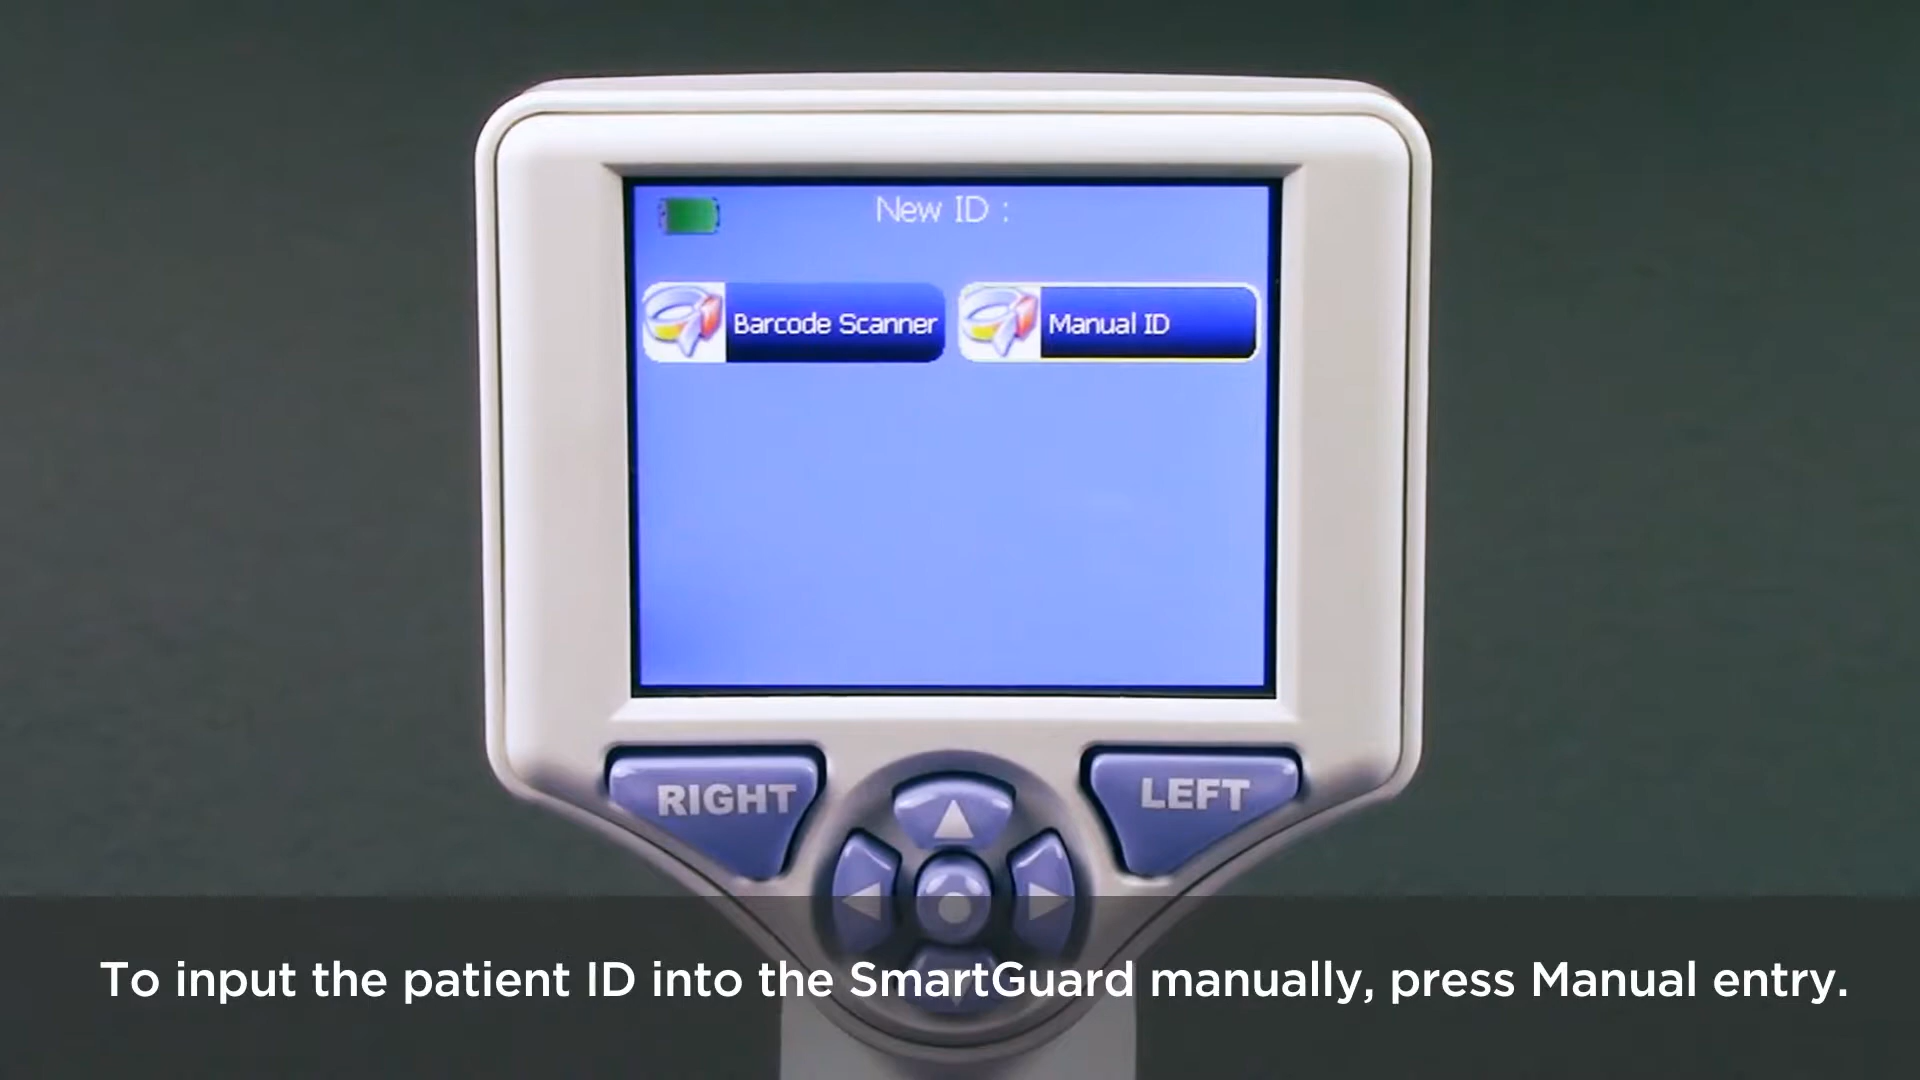 New ID :
Barcode Scanner
Manual ID
RIGHT
LEFT
To input the patient ID into the SmartGuard manually, press Manual entry.